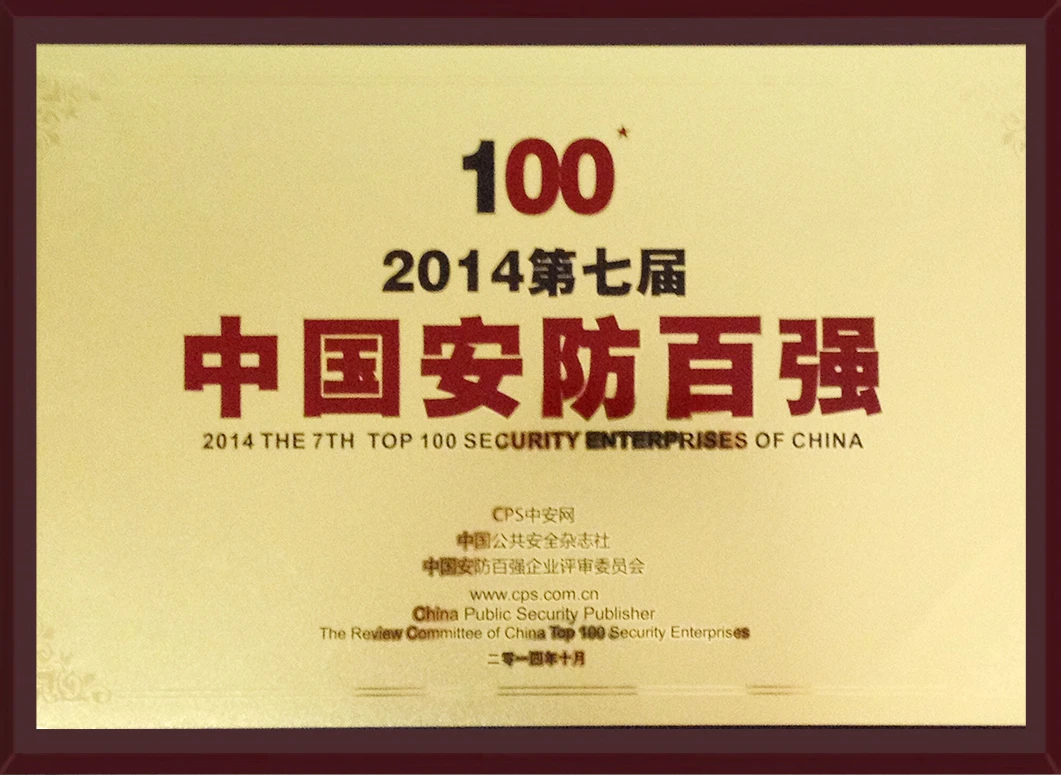 100
2014第七届
中国安防百强
2014 THE 7TH TOP 100 SECURITY ENTERPRISES OF CHINA
CPS中安网
中国公共安全杂志社
中国安防百强企业评审委员会
www.cps.com.cn
China Public Security Publisher
The Review Committee of China Top 100 Security Enterprises
二零一四年十月